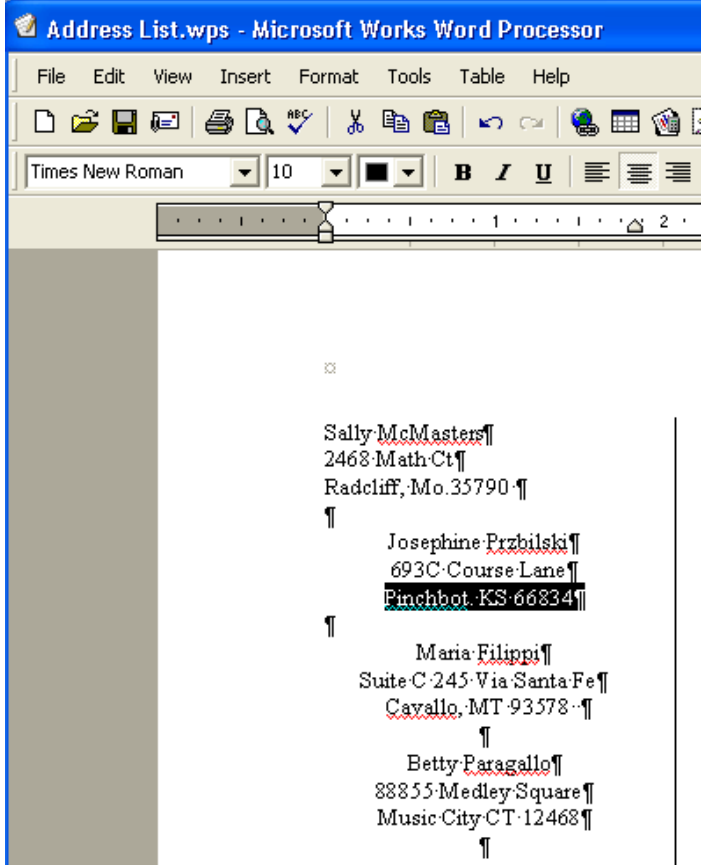 Address List.wps - Microsoft Works Word Processor
File Edit View Insert Format Tools Table Help
ABC
Times New Roman 10 B I U
1 2
Sally McMasters¶
2468 Math Ct¶
Radcliff, Mo.35790 ¶
¶
Josephine Przbilski¶
693C Course Lane¶
Pinchbot. KS 66834¶
¶
Maria Filippi¶
Suite C 245 Via Santa Fe¶
Cavallo, MT 93578  ¶
¶
Betty Paragallo¶
88855 Medley Square¶
Music City CT 12468¶
¶